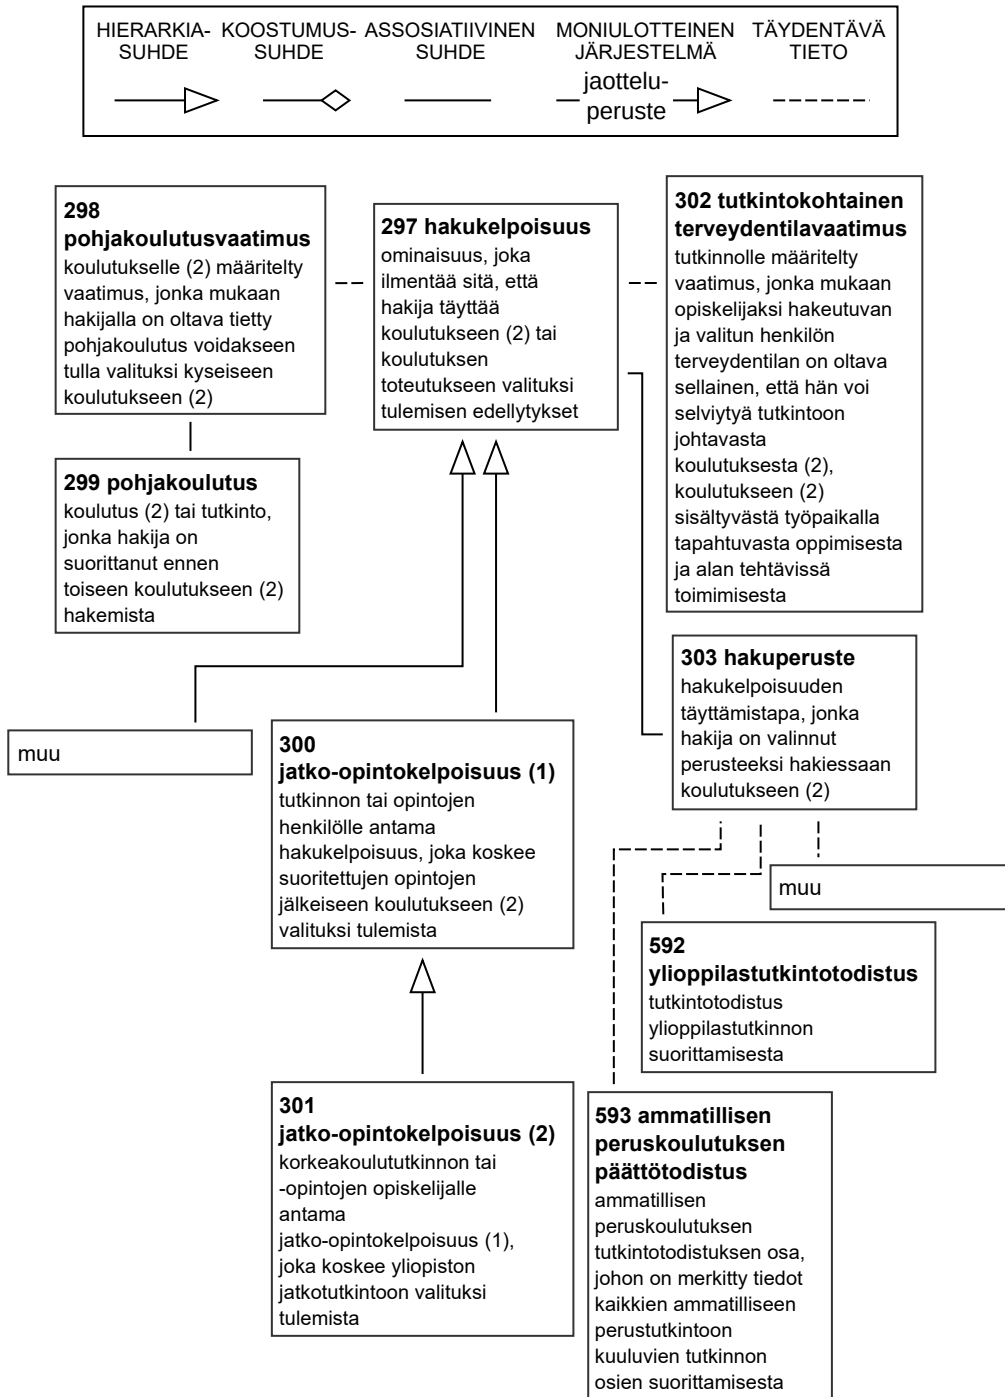 HIERARKIA-
SUHDE
KOOSTUMUS-
SUHDE
ASSOSIATIIVINEN
SUHDE
MONIULOTTEINEN
JÄRJESTELMÄ
TÄYDENTÄVÄ
TIETO
jaottelu-
peruste
298
pohjakoulutusvaatimus
koulutukselle (2) määritelty
vaatimus, jonka mukaan
hakijalla on oltava tietty
pohjakoulutus voidakseen
tulla valituksi kyseiseen
koulutukseen (2)
297 hakukelpoisuus
ominaisuus, joka
ilmentää sitä, että
hakija täyttää
koulutukseen (2) tai
koulutuksen
toteutukseen valituksi
tulemisen edellytykset
302 tutkintokohtainen
terveydentilavaatimus
tutkinnolle määritelty
vaatimus, jonka mukaan
opiskelijaksi hakeutuvan
ja valitun henkilön
terveydentilan on oltava
sellainen, että hän voi
selviytyä tutkintoon
johtavasta
koulutuksesta (2),
koulutukseen (2)
sisältyvästä työpaikalla
tapahtuvasta oppimisesta
ja alan tehtävissä
toimimisesta
299 pohjakoulutus
koulutus (2) tai tutkinto,
jonka hakija on
suorittanut ennen
toiseen koulutukseen (2)
hakemista
303 hakuperuste
hakukelpoisuuden
täyttämistapa, jonka
hakija on valinnut
perusteeksi hakiessaan
koulutukseen (2)
muu
300
jatko-opintokelpoisuus (1)
tutkinnon tai opintojen
henkilölle antama
hakukelpoisuus, joka koskee
suoritettujen opintojen
jälkeiseen koulutukseen (2)
valituksi tulemista
muu
592
ylioppilastutkintotodistus
tutkintotodistus
ylioppilastutkinnon
suorittamisesta
301
jatko-opintokelpoisuus (2)
korkeakoulututkinnon tai
-opintojen opiskelijalle
antama
jatko-opintokelpoisuus (1),
joka koskee yliopiston
jatkotutkintoon valituksi
tulemista
593 ammatillisen
peruskoulutuksen
päättötodistus
ammatillisen
peruskoulutuksen
tutkintotodistuksen osa,
johon on merkitty tiedot
kaikkien ammatilliseen
perustutkintoon
kuuluvien tutkinnon
osien suorittamisesta